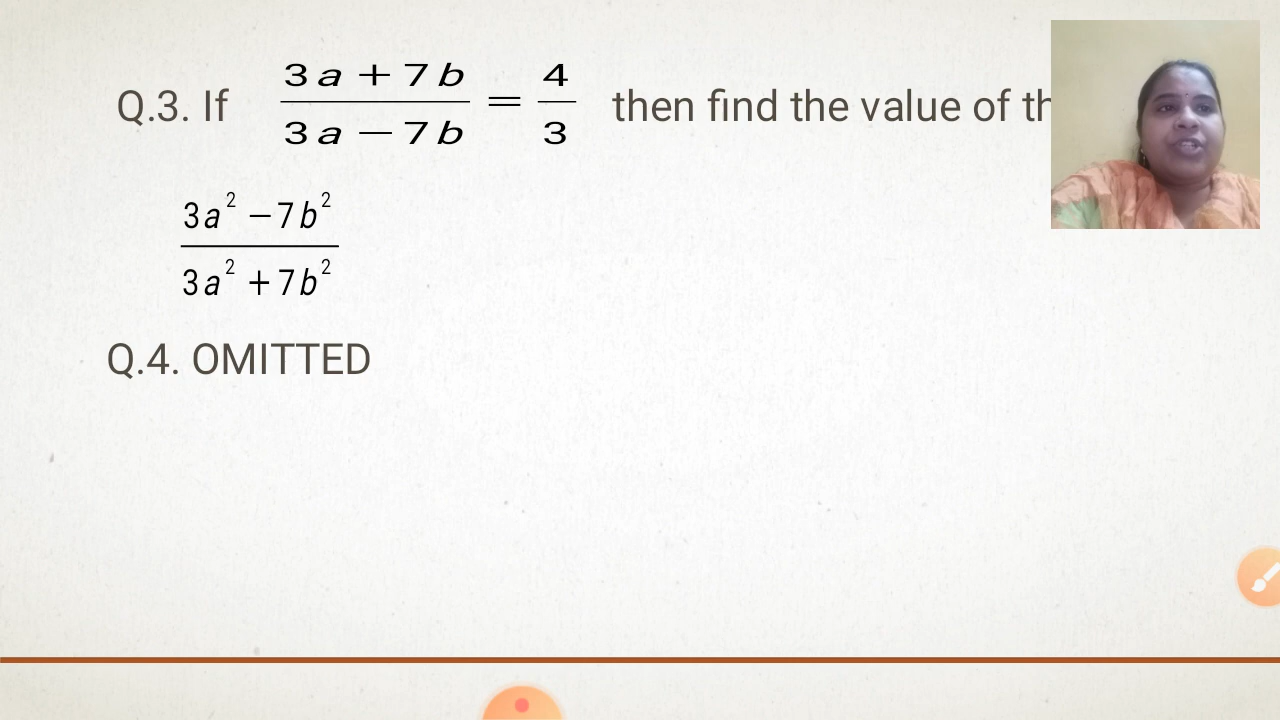 Q.3. If (3a + 7b)/(3a − 7b) = 4/3 then find the value of
(3a² − 7b²)/(3a² + 7b²)
Q.4. OMITTED